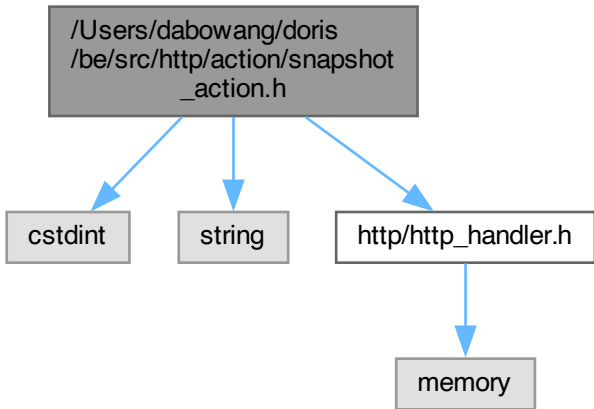 /Users/dabowang/doris
/be/src/http/action/snapshot
_action.h
cstdint
string
http/http_handler.h
memory